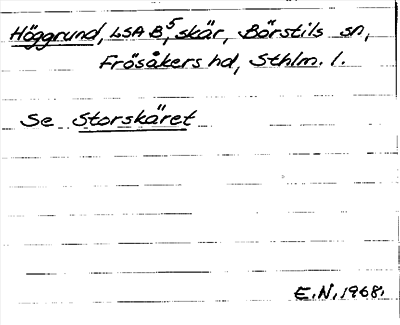 Höggrund, LSA B⁵, skär, Börstils sn,
Frösåkers hd, Sthlm. l.
Se Storskäret
E.N. 1968.